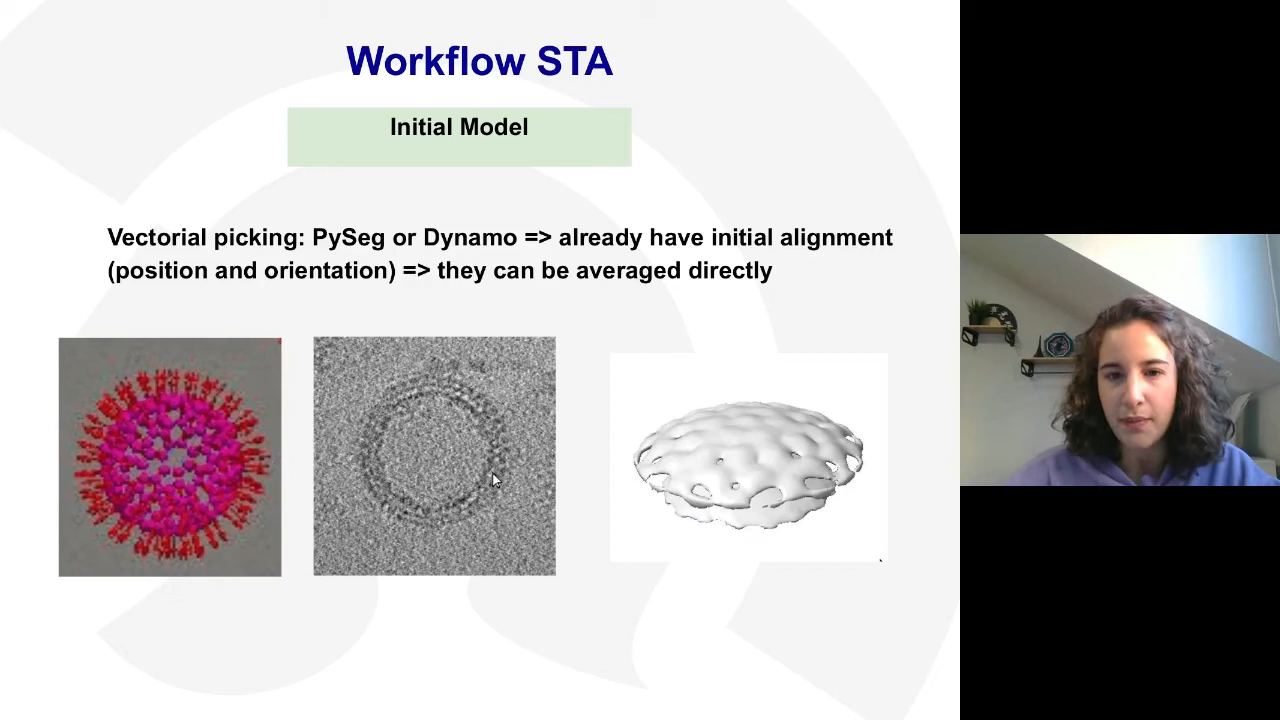 Workflow STA
Initial Model
Vectorial picking: PySeg or Dynamo => already have initial alignment
(position and orientation) => they can be averaged directly